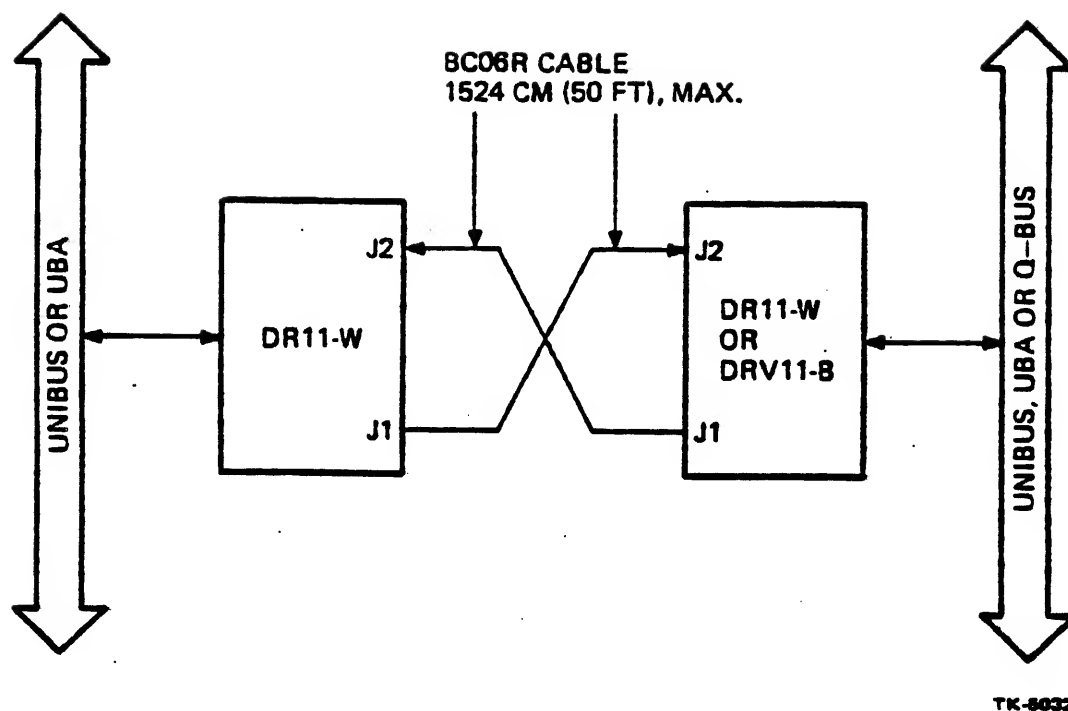 BC06R CABLE
1524 CM (50 FT), MAX.
UNIBUS OR UBA
J2
DR11-W
J1
J2
DR11-W
OR
DRV11-B
J1
UNIBUS, UBA OR Q-BUS